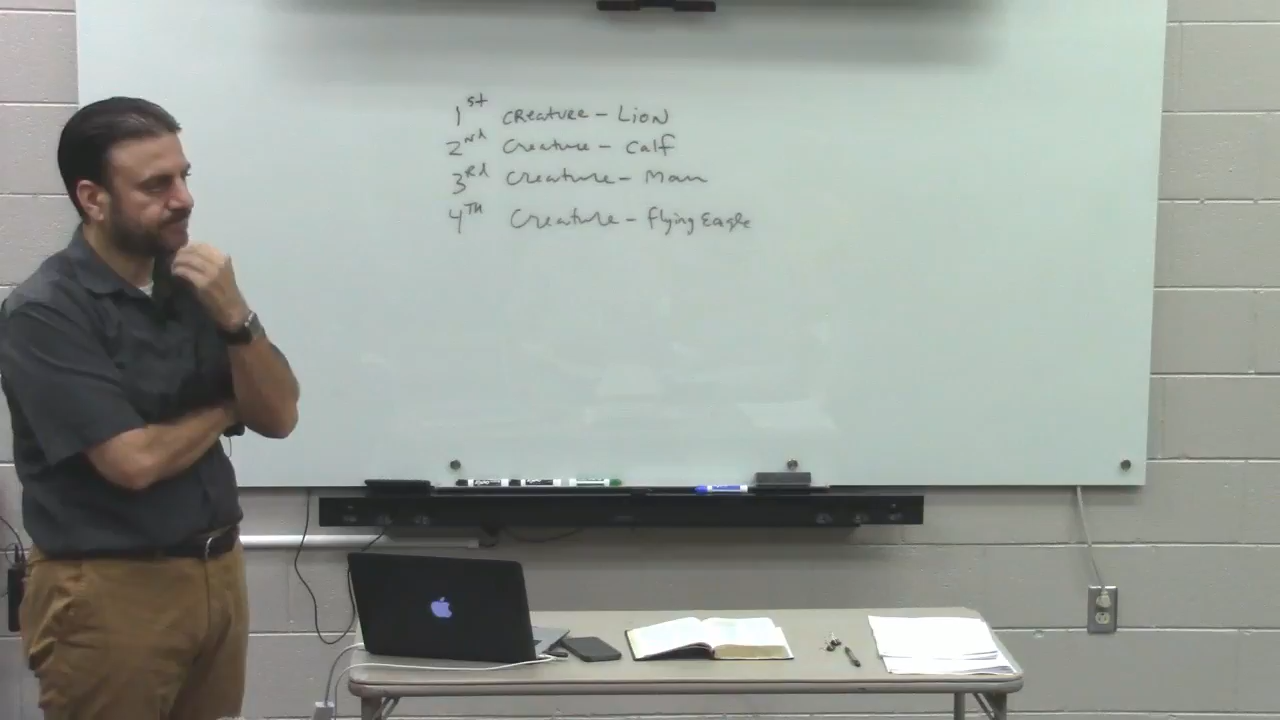 1st Creature - Lion
2nd Creature - Calf
3Rd Creature - Man
4TH Creature - Flying Eagle